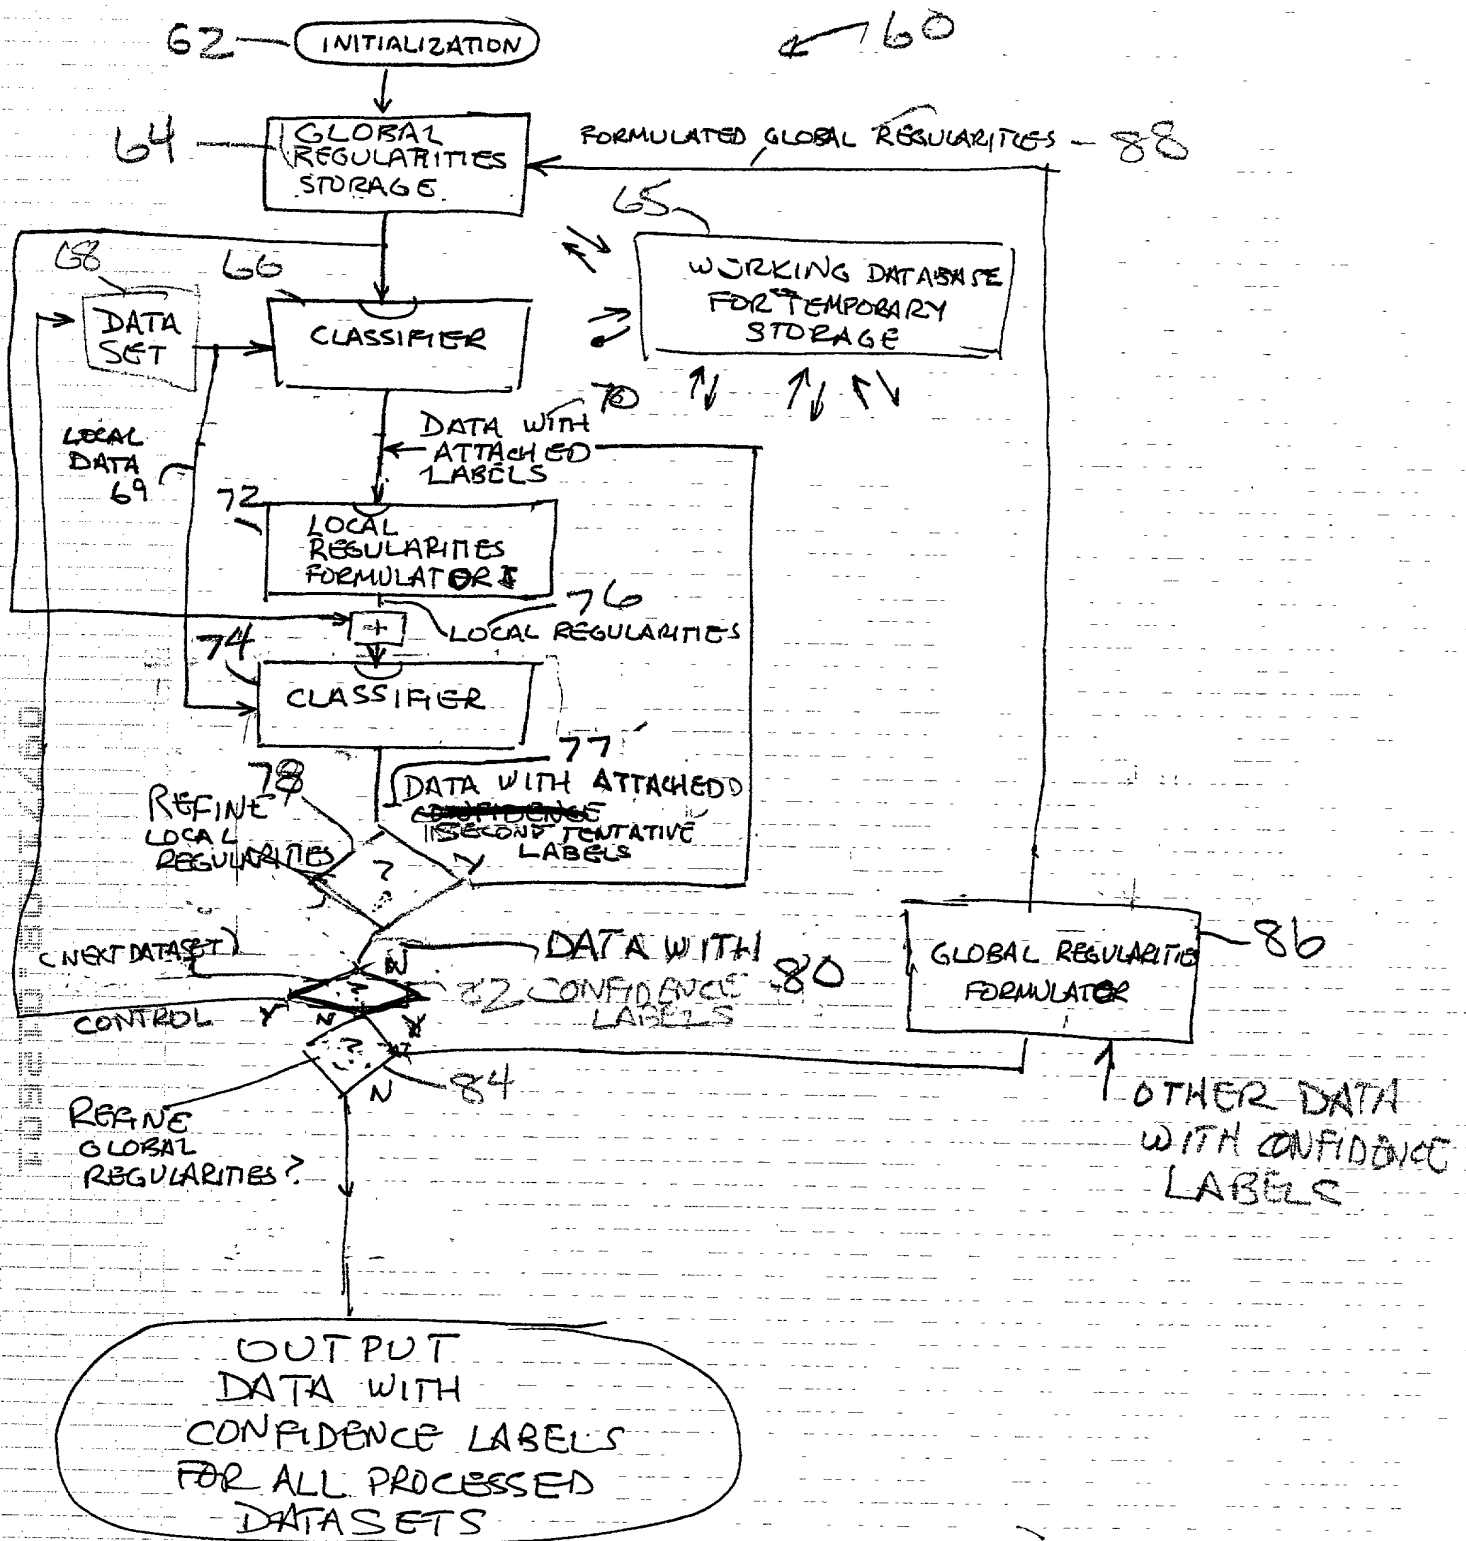 62
INITIALIZATION
60
64
GLOBAL
REGULARITIES
STORAGE
FORMULATED GLOBAL REGULARITIES - 88
65
WORKING DATABASE
FOR TEMPORARY
STORAGE
68
DATA
SET
66
CLASSIFIER
70
DATA WITH
ATTACHED
LABELS
LOCAL
DATA
69
72
LOCAL
REGULARITIES
FORMULATOR
76
+
LOCAL REGULARITIES
74
CLASSIFIER
77
DATA WITH ATTACHED
SECOND TENTATIVE
LABELS
78
REFINE
LOCAL
REGULARITIES
?
Y
N
(NEXT DATASET)
DATA WITH
CONFIDENCE 80
LABELS
82
?
Y
N
CONTROL
?
Y
N
84
REFINE
GLOBAL
REGULARITIES?
GLOBAL REGULARITIE
FORMULATOR
86
OTHER DATA
WITH CONFIDENCE
LABELS
OUTPUT
DATA WITH
CONFIDENCE LABELS
FOR ALL PROCESSED
DATASETS